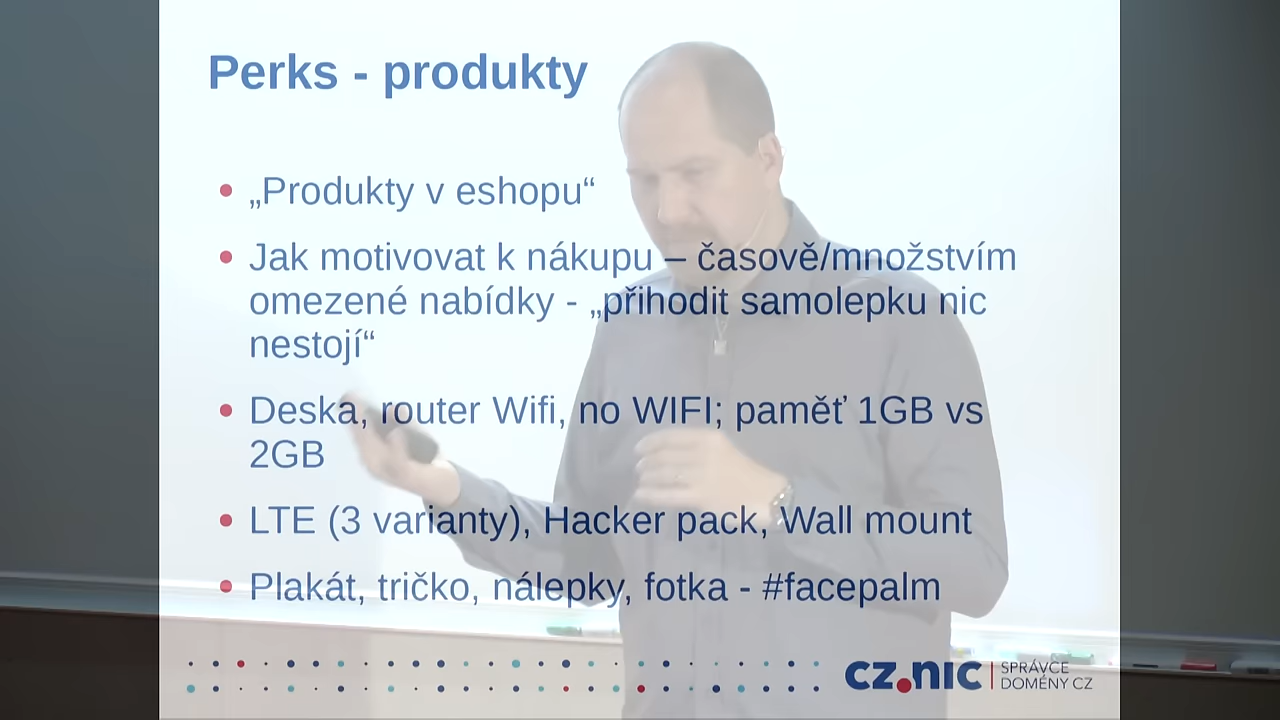 Perks - produkty
„Produkty v eshopu“
Jak motivovat k nákupu – časově/množstvím
omezené nabídky - „přihodit samolepku nic
nestojí“
Deska, router Wifi, no WIFI; paměť 1GB vs
2GB
LTE (3 varianty), Hacker pack, Wall mount
Plakát, tričko, nálepky, fotka - #facepalm
CZ.NIC
SPRÁVCE
DOMÉNY CZ